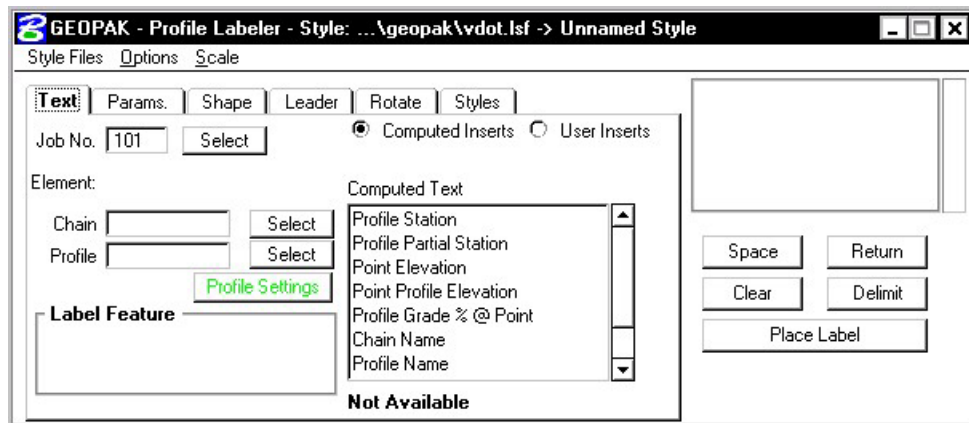 GEOPAK - Profile Labeler - Style: ...\geopak\vdot.lsf -> Unnamed Style
Style Files Options Scale
Text Params. Shape Leader Rotate Styles
Job No. 101 Select
Computed Inserts User Inserts
Element:
Chain Select
Profile Select
Profile Settings
Label Feature
Computed Text
Profile Station
Profile Partial Station
Point Elevation
Point Profile Elevation
Profile Grade % @ Point
Chain Name
Profile Name
Not Available
Space Return
Clear Delimit
Place Label